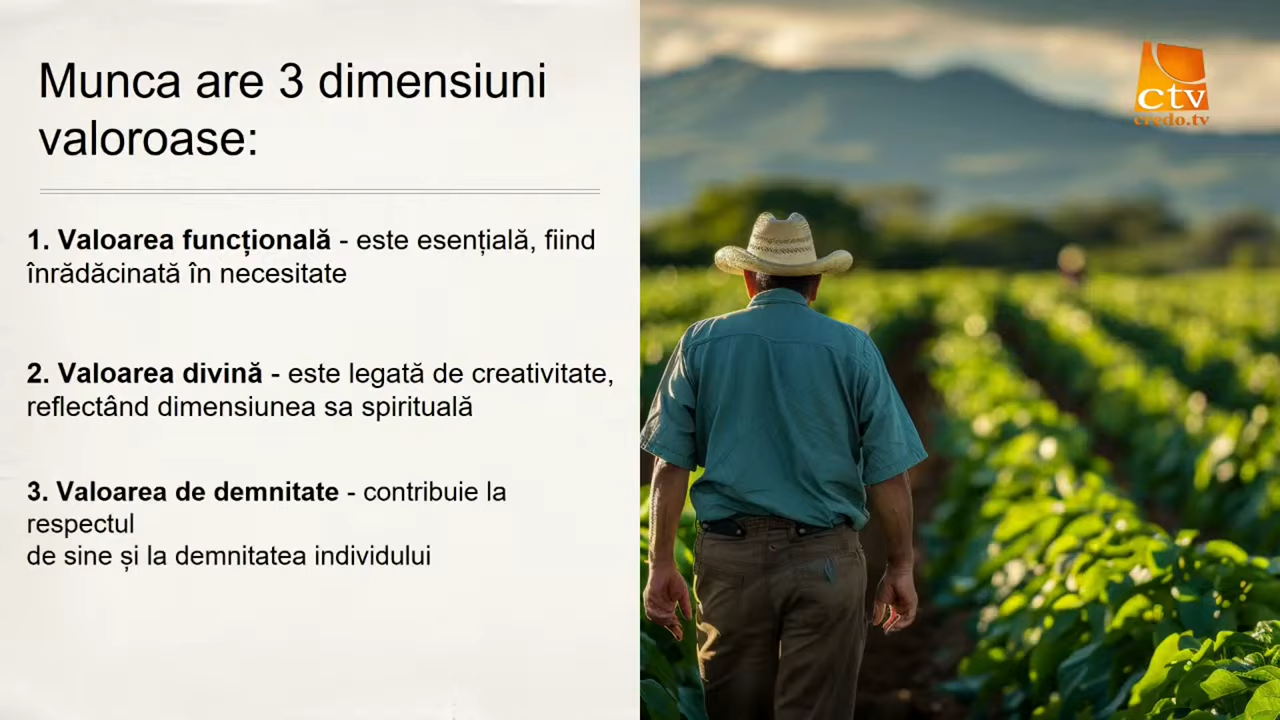 Munca are 3 dimensiuni
valoroase:
1. Valoarea funcțională - este esențială, fiind
înrădăcinată în necesitate
2. Valoarea divină - este legată de creativitate,
reflectând dimensiunea sa spirituală
3. Valoarea de demnitate - contribuie la
respectul
de sine și la demnitatea individului
ctv
credo.tv